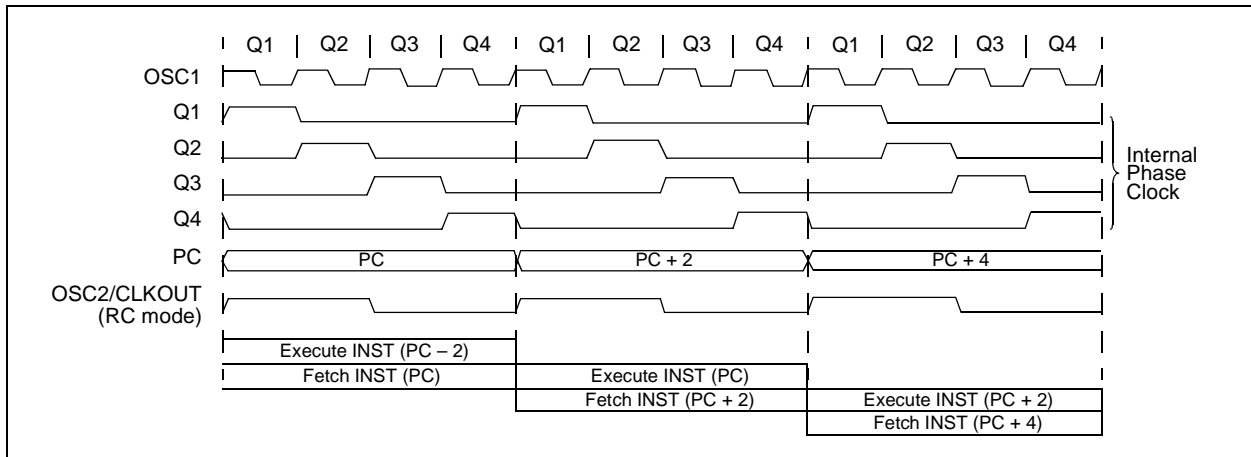 Q1 | Q2 | Q3 | Q4 | Q1 | Q2 | Q3 | Q4 | Q1 | Q2 | Q3 | Q4
OSC1
Q1
Q2
Q3
Q4
Internal
Phase
Clock
PC PC PC + 2 PC + 4
OSC2/CLKOUT
(RC mode)
Execute INST (PC – 2)
Fetch INST (PC) Execute INST (PC)
Fetch INST (PC + 2) Execute INST (PC + 2)
Fetch INST (PC + 4)